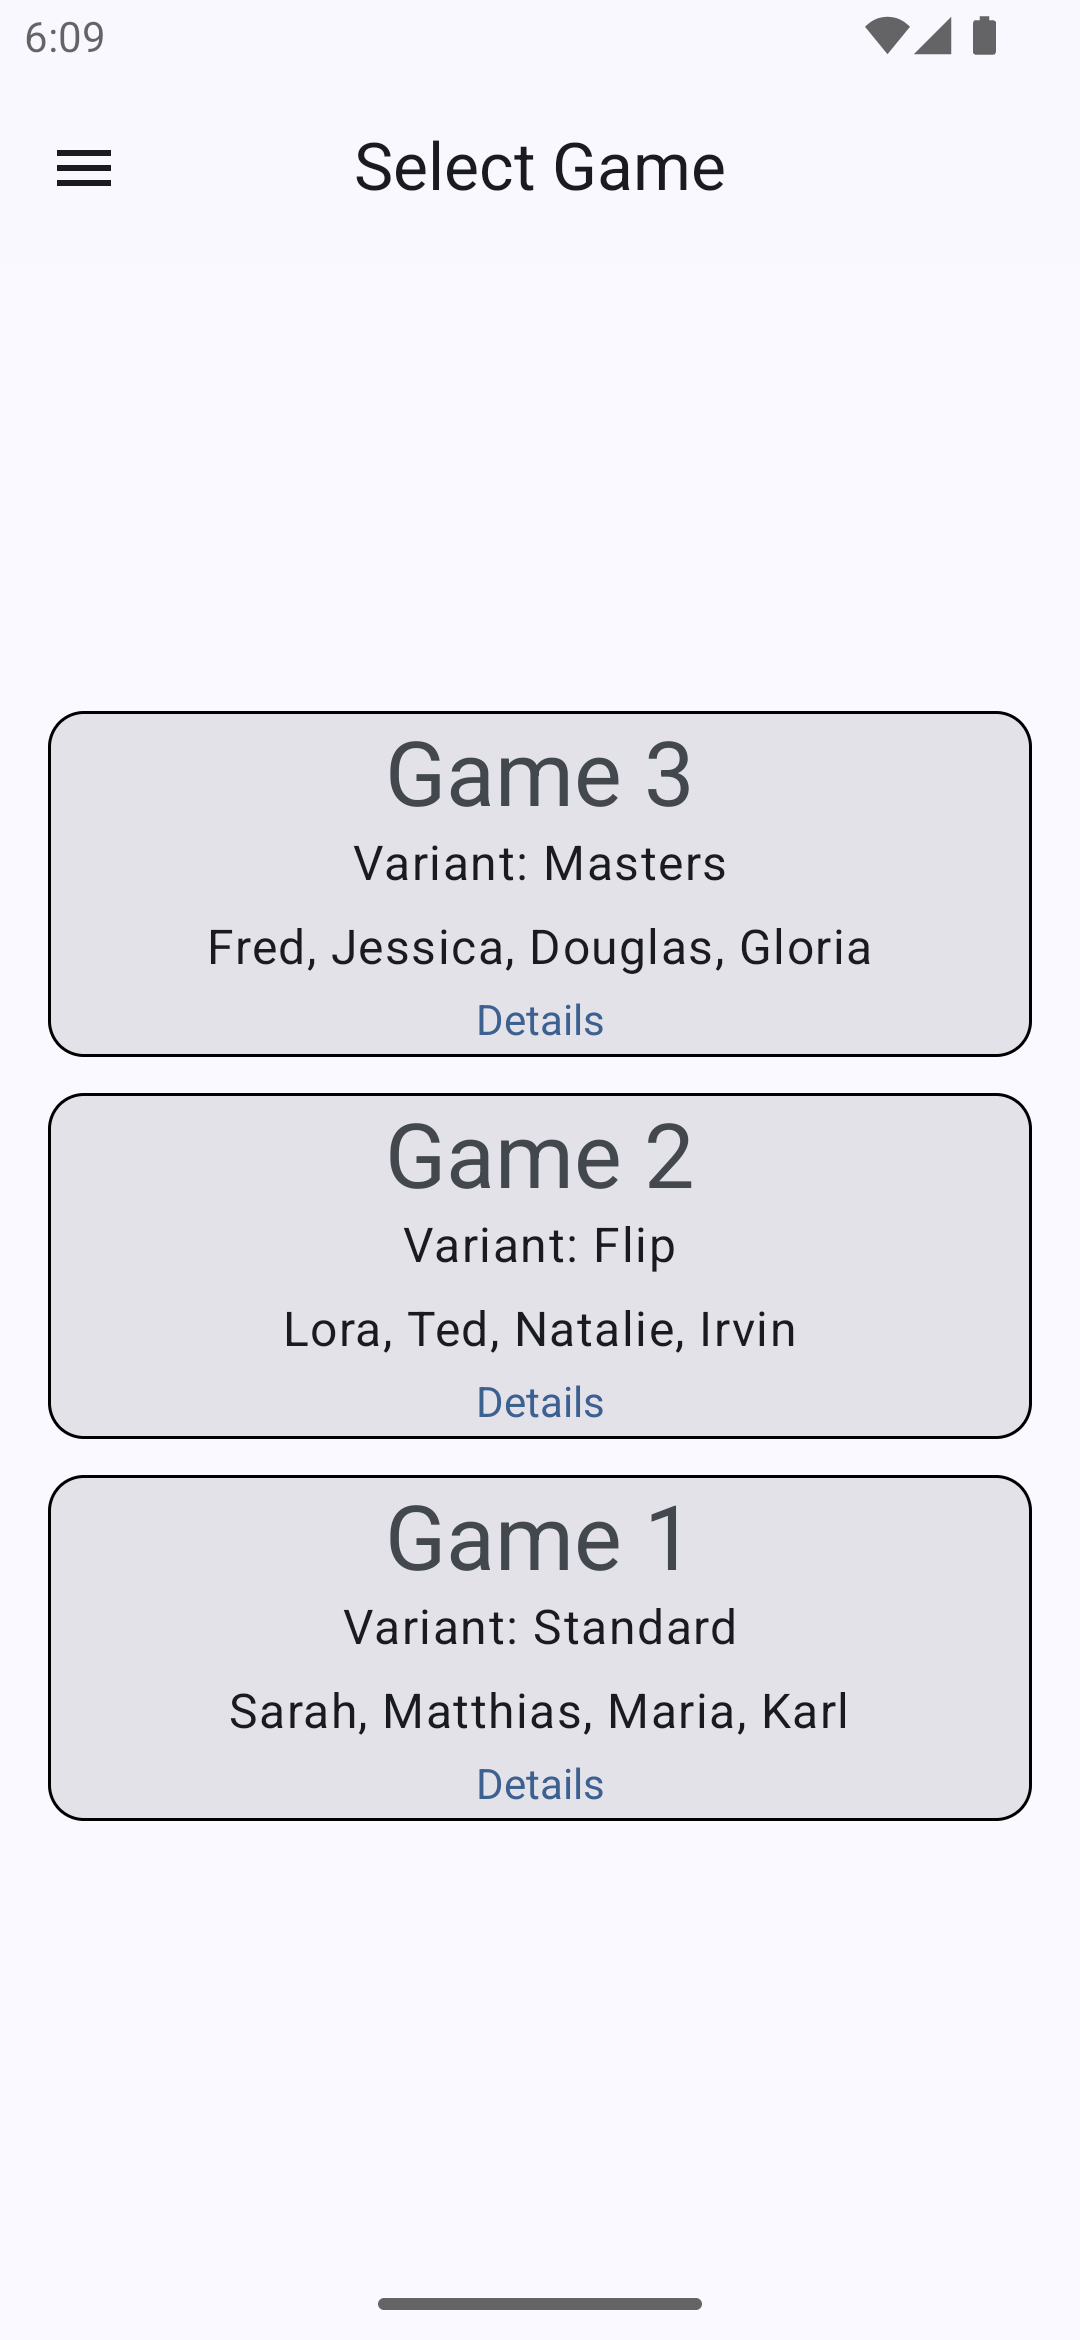 6:09
Select Game
Game 3
Variant: Masters
Fred, Jessica, Douglas, Gloria
Details
Game 2
Variant: Flip
Lora, Ted, Natalie, Irvin
Details
Game 1
Variant: Standard
Sarah, Matthias, Maria, Karl
Details